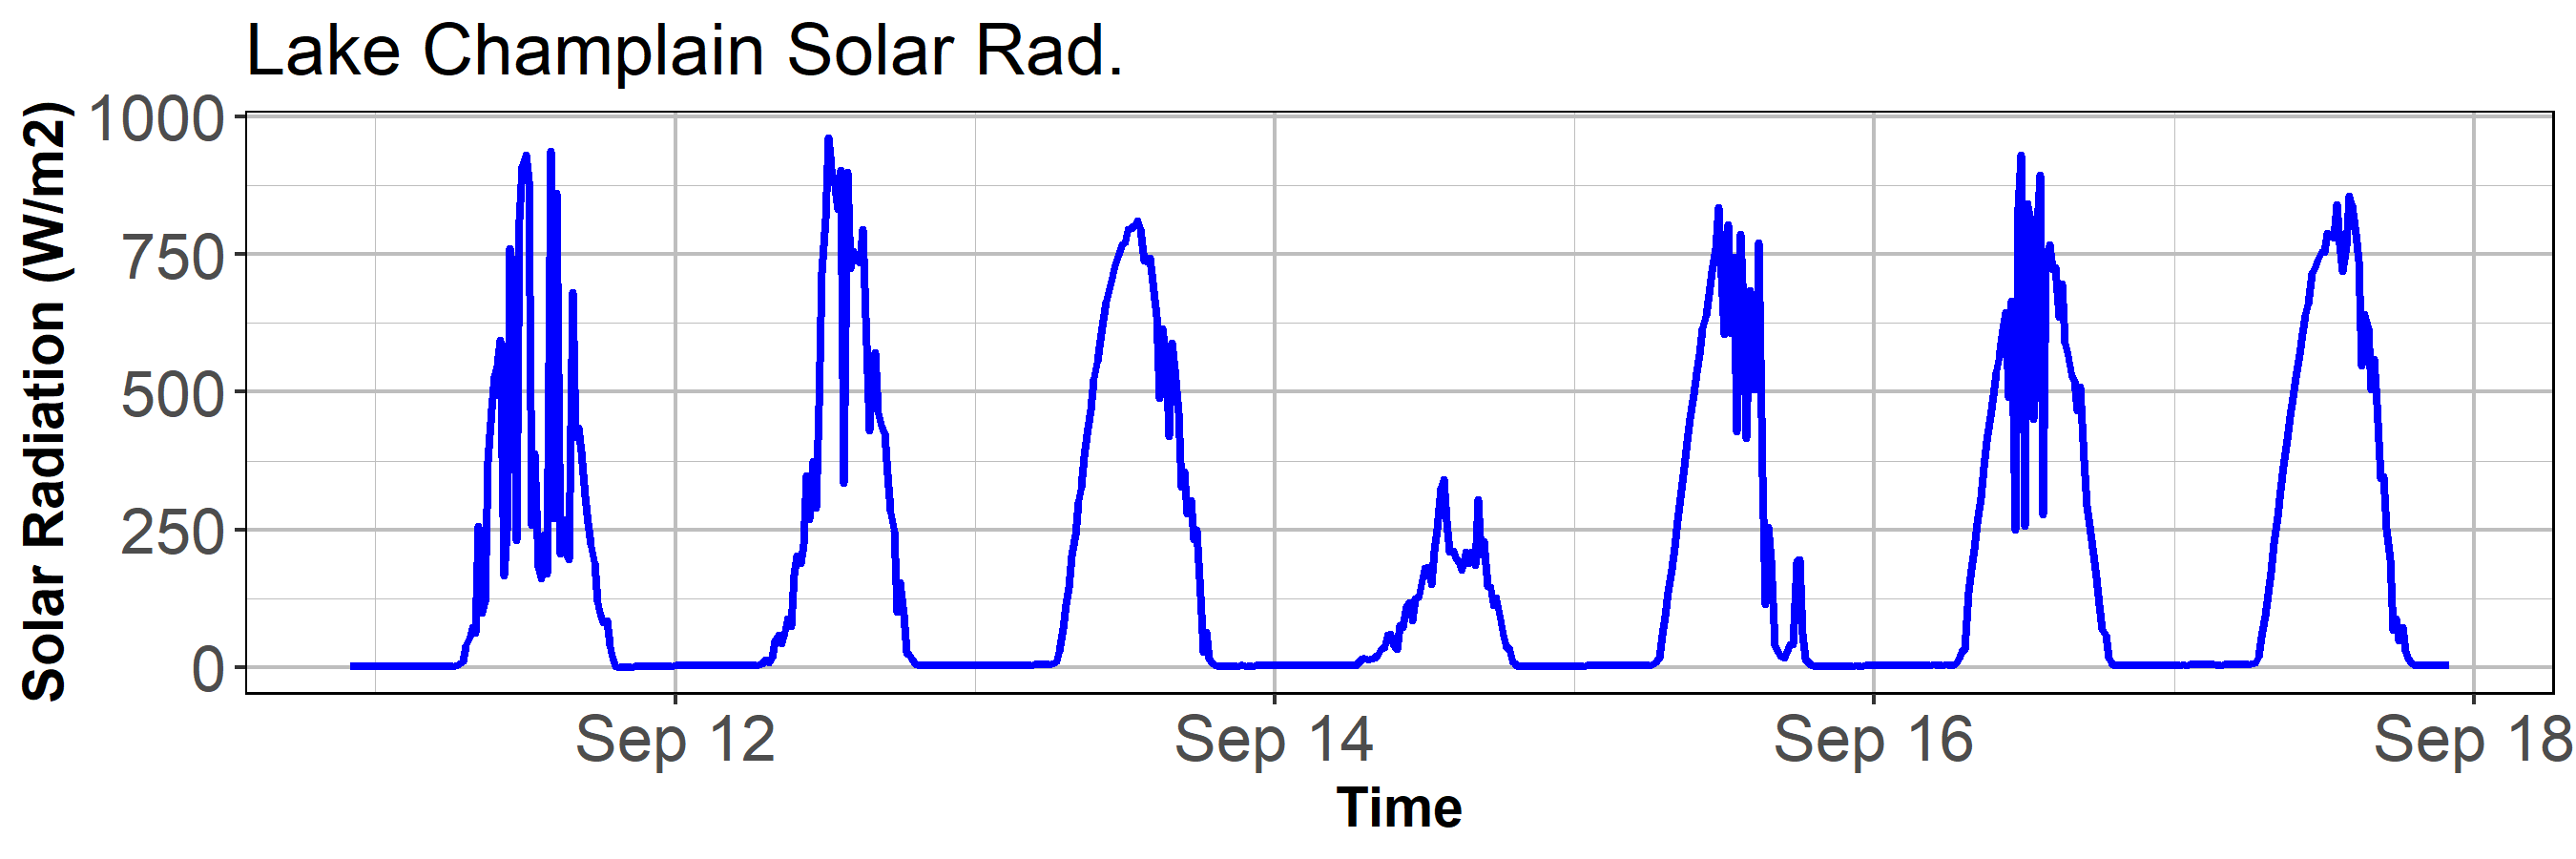 Lake Champlain Solar Rad.
Solar Radiation (W/m2)
1000
750
500
250
0
Sep 12
Sep 14
Sep 16
Sep 18
Time